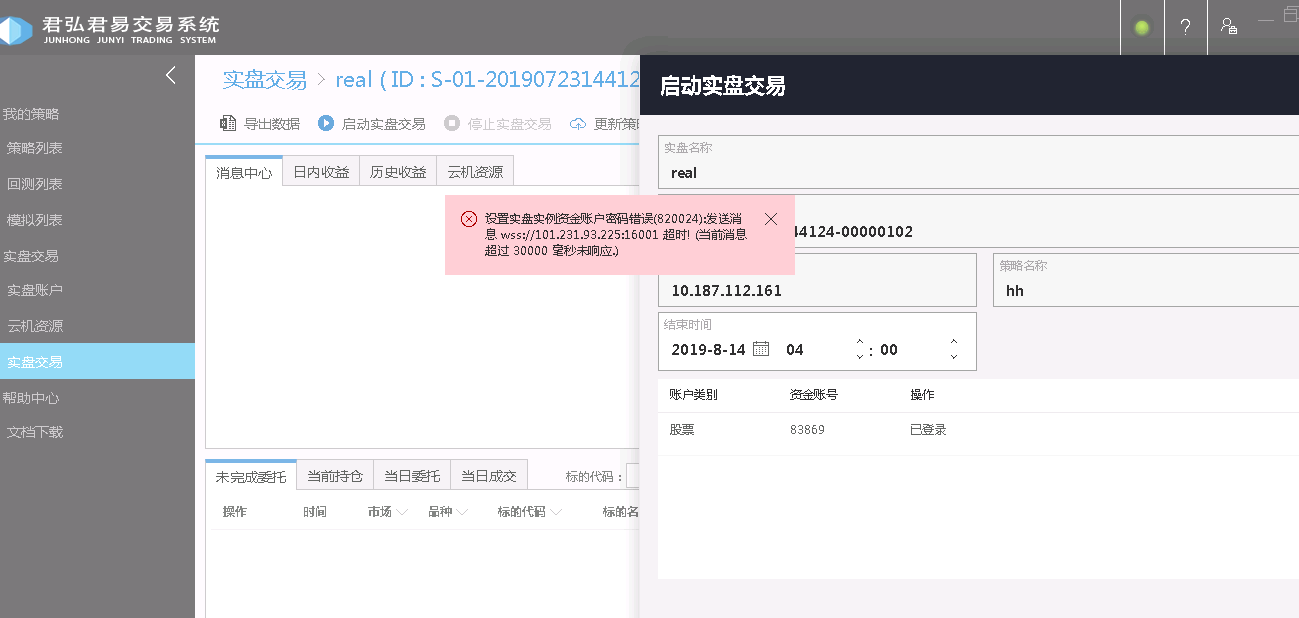 君弘君易交易系统
JUNHONG JUNYI TRADING SYSTEM
?
我的策略
策略列表
回测列表
模拟列表
实盘交易
实盘账户
云机资源
实盘交易
帮助中心
文档下载
实盘交易 > real ( ID : S-01-2019072314412
导出数据 启动实盘交易 停止实盘交易 更新策
消息中心 日内收益 历史收益 云机资源
设置实盘实例资金账户密码错误(820024):发送消
息 wss://101.231.93.225:16001 超时! (当前消息
超过 30000 毫秒未响应.)
未完成委托 当前持仓 当日委托 当日成交 标的代码：
操作 时间 市场 品种 标的代码 标的名
启动实盘交易
实盘名称
real
44124-00000102
10.187.112.161
策略名称
hh
结束时间
2019-8-14 04 : 00
账户类别 资金账号 操作
股票 83869 已登录